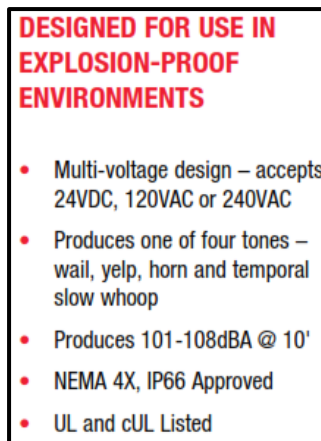 DESIGNED FOR USE IN
EXPLOSION-PROOF
ENVIRONMENTS
• Multi-voltage design – accepts
24VDC, 120VAC or 240VAC
• Produces one of four tones –
wail, yelp, horn and temporal
slow whoop
• Produces 101-108dBA @ 10'
• NEMA 4X, IP66 Approved
• UL and cUL Listed